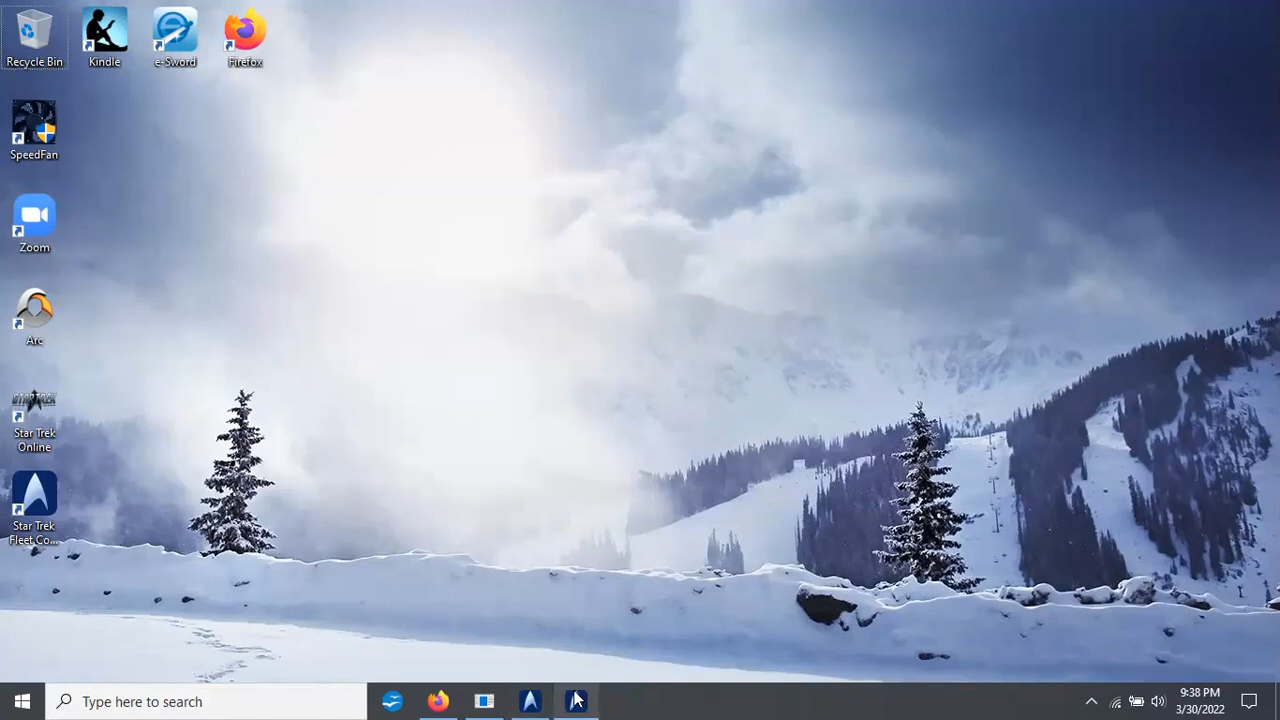 Recycle Bin
Kindle
e-Sword
Firefox
SpeedFan
Zoom
Arc
STAR TREK
Star Trek
Online
Star Trek
Fleet Co...
Type here to search
9:38 PM
3/30/2022